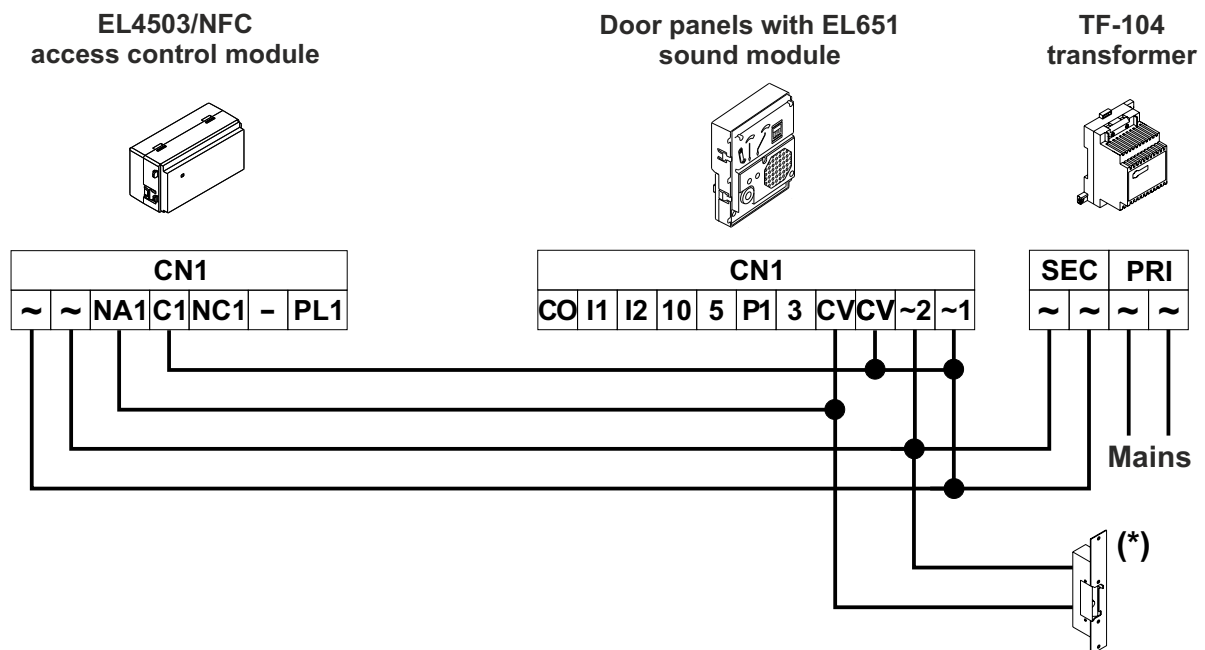 EL4503/NFC
access control module
Door panels with EL651
sound module
TF-104
transformer
CN1
~ ~ NA1 C1 NC1 – PL1
CN1
CO I1 I2 10 5 P1 3 CV CV ~2 ~1
SEC PRI
~ ~ ~ ~
Mains
(*)